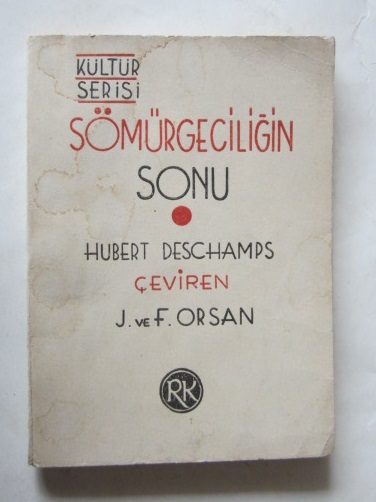 KÜLTÜR
SERİSİ
SÖMÜRGECİLİĞİN
SONU
HUBERT DESCHAMPS
ÇEVİREN
J. VE F. ORSAN
RK